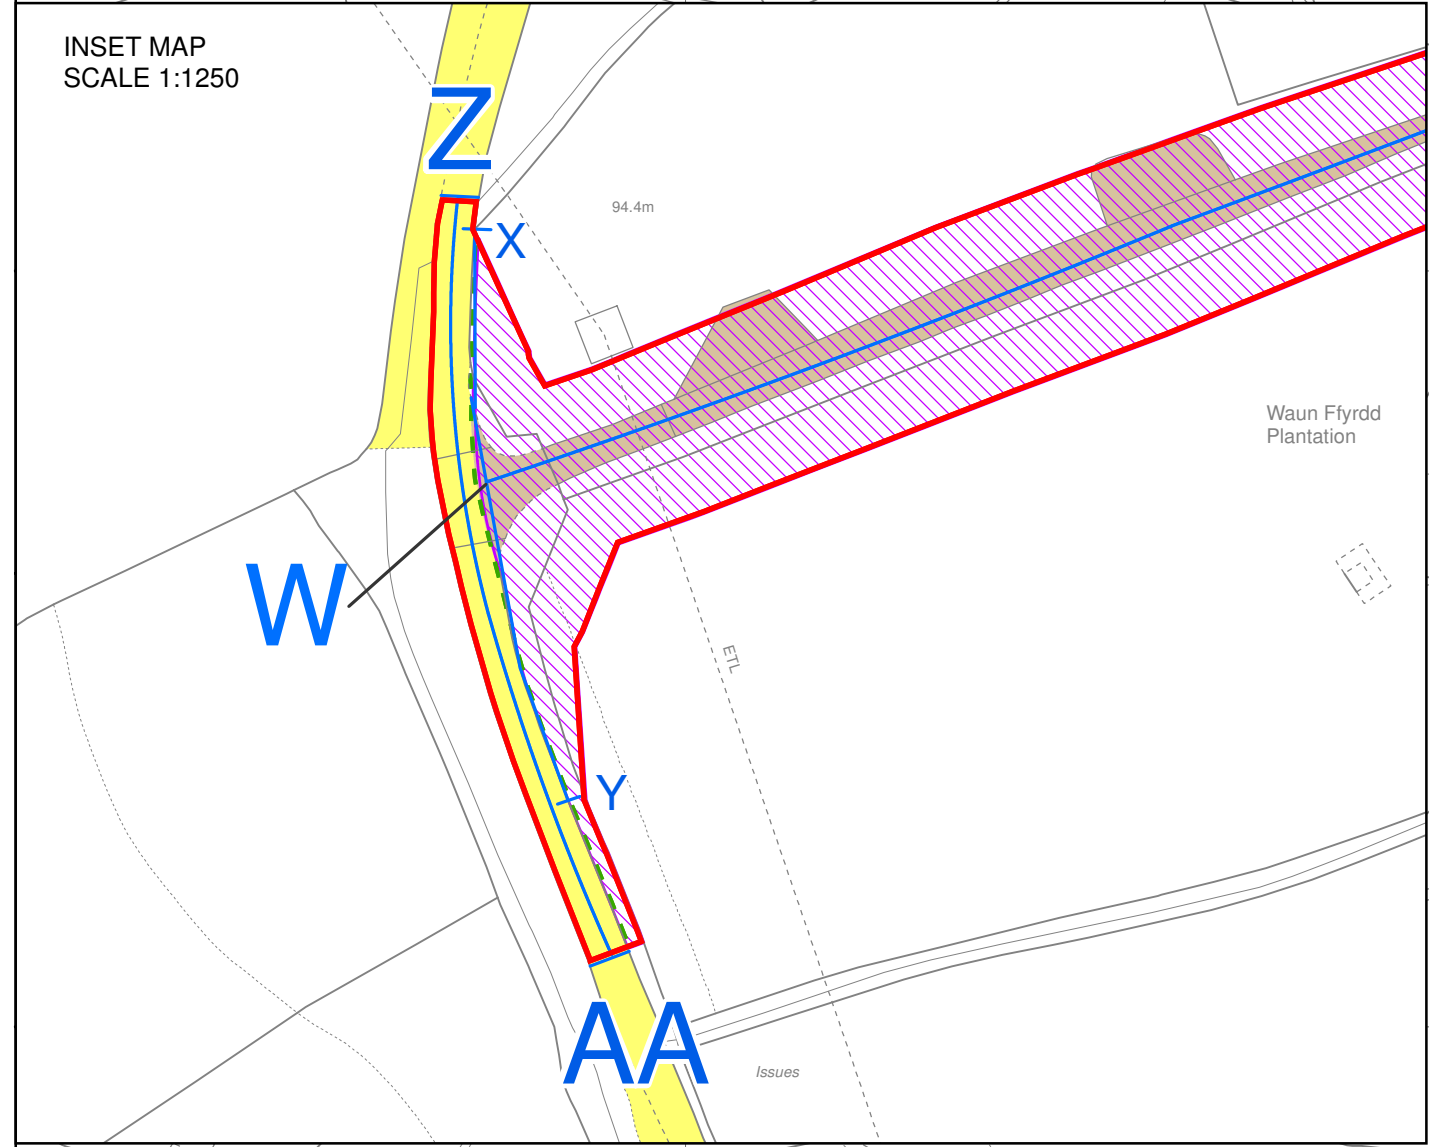 INSET MAP
SCALE 1:1250
Z
94.4m
X
Waun Ffyrdd
Plantation
W
ETL
Y
AA
Issues